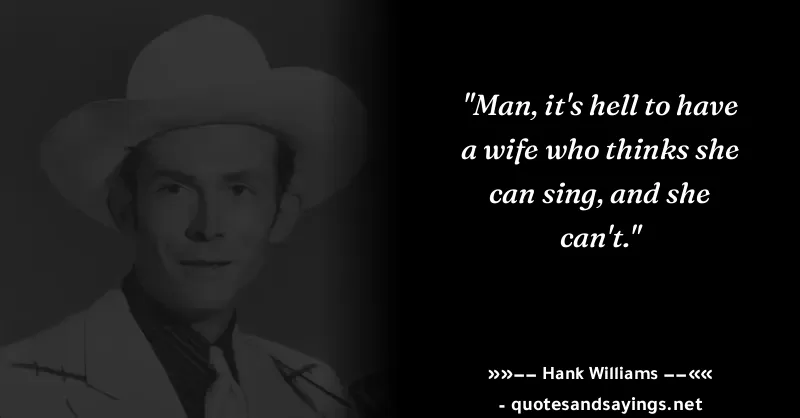 "Man, it's hell to have
a wife who thinks she
can sing, and she
can't."
»»−− Hank Williams −−««
- quotesandsayings.net